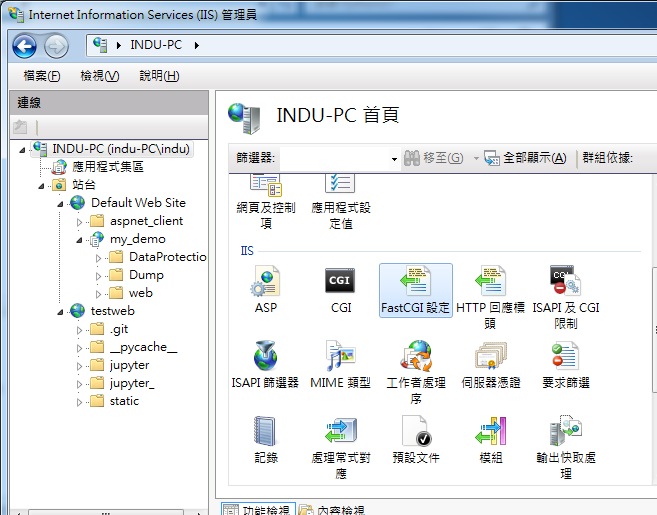 Internet Information Services (IIS) 管理員
INDU-PC
檔案(F) 檢視(V) 說明(H)
連線
INDU-PC (indu-PC\indu)
應用程式集區
站台
Default Web Site
aspnet_client
my_demo
DataProtectio
Dump
web
testweb
.git
__pycache__
jupyter
jupyter_
static
INDU-PC 首頁
篩選器: 移至(G) 全部顯示(A) 群組依據:
網頁及控制項
應用程式設定值
IIS
ASP
CGI
CGI
FastCGI 設定
HTTP 回應標頭
CGI
ISAPI 及 CGI 限制
ISAPI 篩選器
MIME 類型
工作者處理序
伺服器憑證
要求篩選
記錄
處理常式對應
預設文件
模組
輸出快取處理
功能檢視 內容檢視